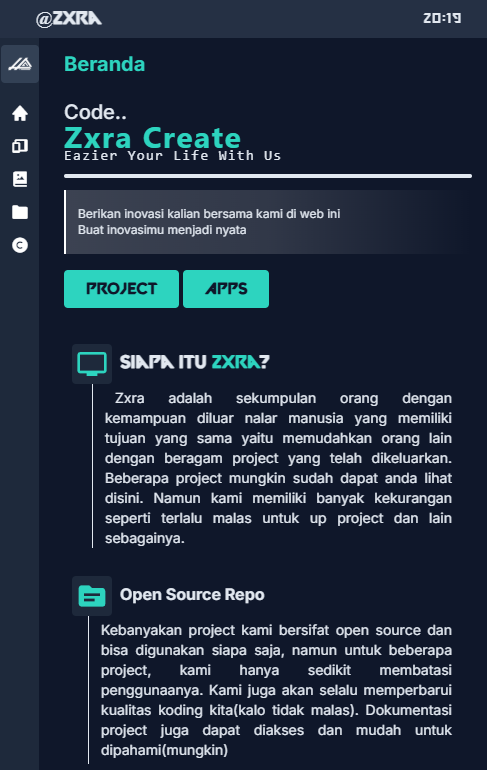 @ZXRA
20:19
Beranda
Code..
Zxra Create
Eazier Your Life With Us
Berikan inovasi kalian bersama kami di web ini
Buat inovasimu menjadi nyata
PROJECT
APPS
SIAPA ITU ZXRA?
Zxra adalah sekumpulan orang dengan
kemampuan diluar nalar manusia yang memiliki
tujuan yang sama yaitu memudahkan orang lain
dengan beragam project yang telah dikeluarkan.
Beberapa project mungkin sudah dapat anda lihat
disini. Namun kami memiliki banyak kekurangan
seperti terlalu malas untuk up project dan lain
sebagainya.
Open Source Repo
Kebanyakan project kami bersifat open source dan
bisa digunakan siapa saja, namun untuk beberapa
project, kami hanya sedikit membatasi
penggunaanya. Kami juga akan selalu memperbarui
kualitas koding kita(kalo tidak malas). Dokumentasi
project juga dapat diakses dan mudah untuk
dipahami(mungkin)